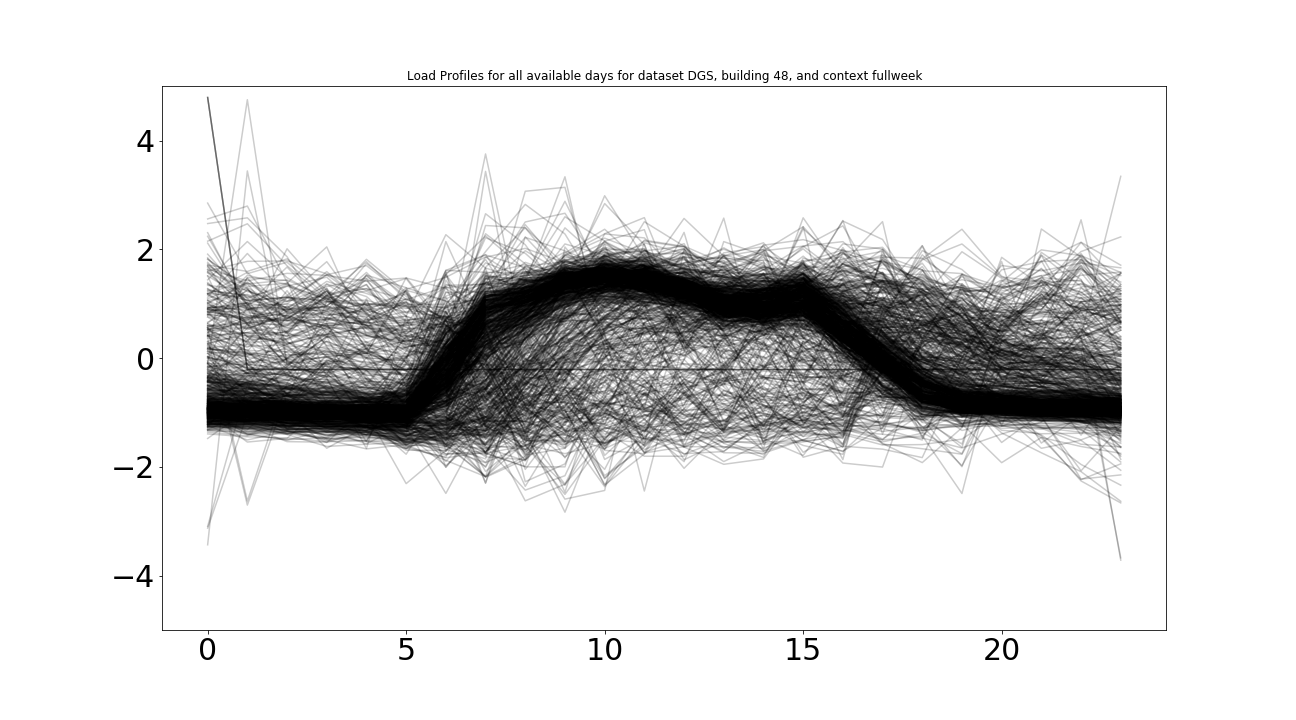 Load Profiles for all available days for dataset DGS, building 48, and context fullweek
4
2
0
−2
−4
0 5 10 15 20